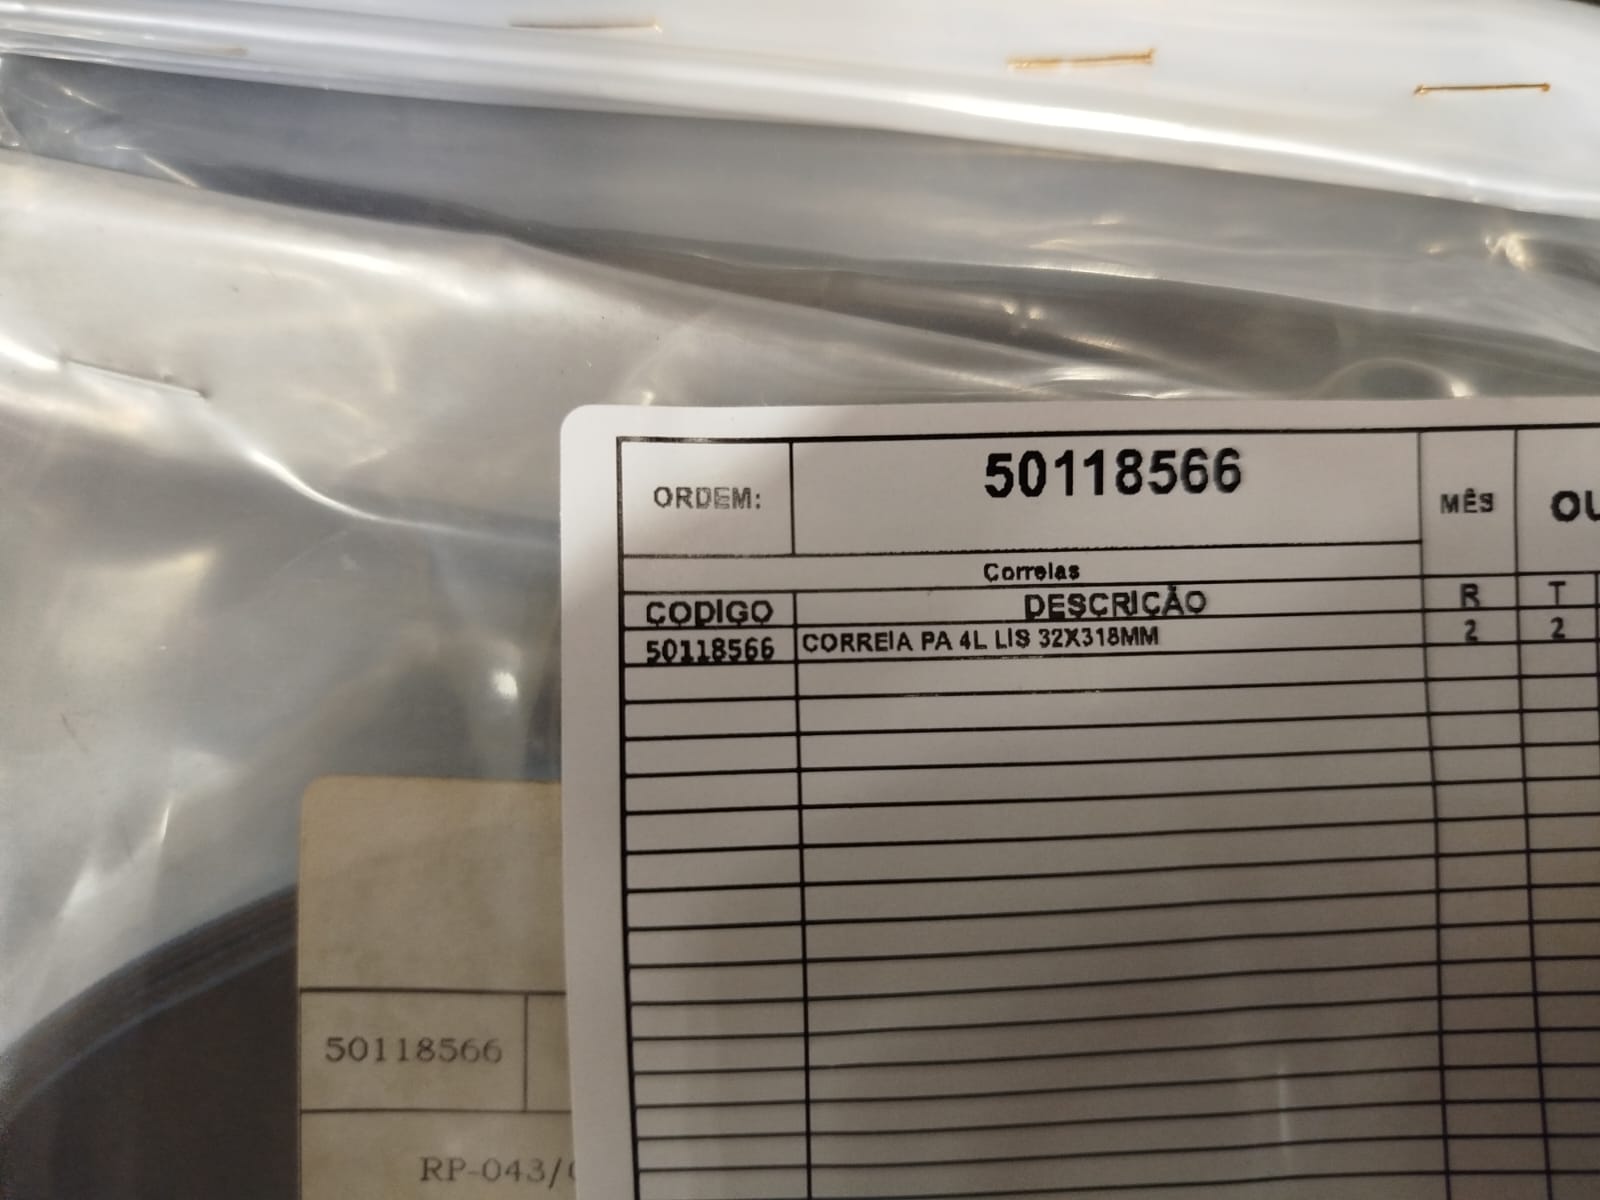 ORDEM: 50118566 MÊS OU
Correias
CODIGO DESCRIÇÃO R T
50118566 CORREIA PA 4L LIS 32X318MM 2 2
50118566
RP-043/